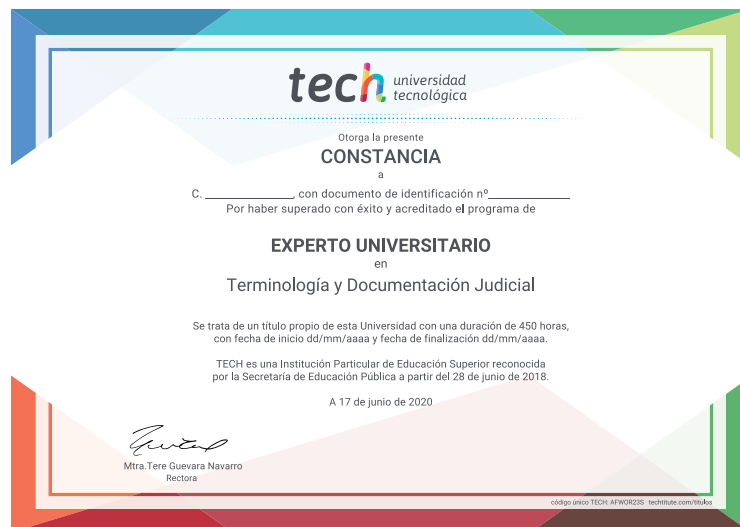 tech universidad
tecnológica
Otorga la presente
CONSTANCIA
a
C. ________________, con documento de identificación nº______________
Por haber superado con éxito y acreditado el programa de
EXPERTO UNIVERSITARIO
en
Terminología y Documentación Judicial
Se trata de un título propio de esta Universidad con una duración de 450 horas,
con fecha de inicio dd/mm/aaaa y fecha de finalización dd/mm/aaaa.
TECH es una Institución Particular de Educación Superior reconocida
por la Secretaría de Educación Pública a partir del 28 de junio de 2018.
A 17 de junio de 2020
Mtra.Tere Guevara Navarro
Rectora
código único TECH: AFWOR23S techtitute.com/titulos